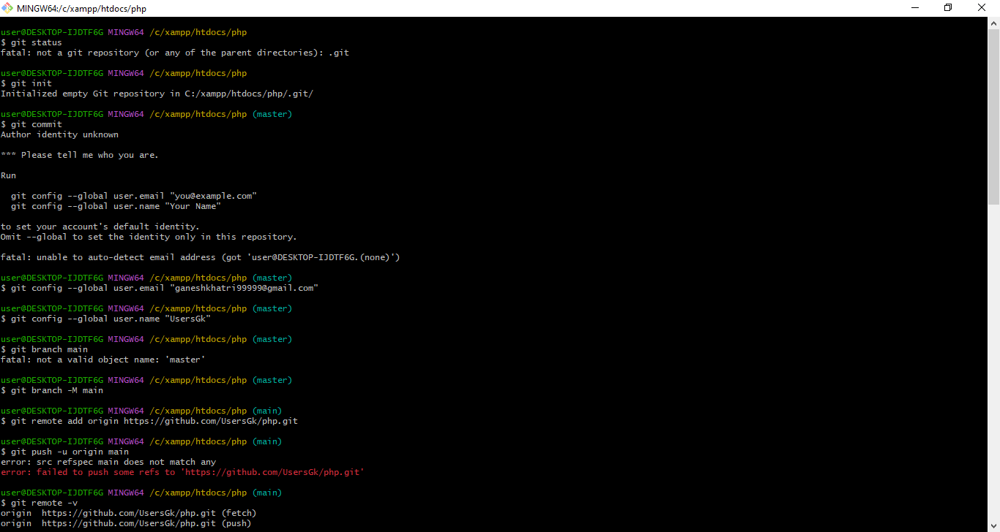 MINGW64:/c/xampp/htdocs/php
user@DESKTOP-IJDTF6G MINGW64 /c/xampp/htdocs/php
$ git status
fatal: not a git repository (or any of the parent directories): .git
user@DESKTOP-IJDTF6G MINGW64 /c/xampp/htdocs/php
$ git init
Initialized empty Git repository in C:/xampp/htdocs/php/.git/
user@DESKTOP-IJDTF6G MINGW64 /c/xampp/htdocs/php (master)
$ git commit
Author identity unknown
*** Please tell me who you are.
Run
  git config --global user.email "you@example.com"
  git config --global user.name "Your Name"
to set your account's default identity.
Omit --global to set the identity only in this repository.
fatal: unable to auto-detect email address (got 'user@DESKTOP-IJDTF6G.(none)')
user@DESKTOP-IJDTF6G MINGW64 /c/xampp/htdocs/php (master)
$ git config --global user.email "ganeshkhatri99999@gmail.com"
user@DESKTOP-IJDTF6G MINGW64 /c/xampp/htdocs/php (master)
$ git config --global user.name "UsersGk"
user@DESKTOP-IJDTF6G MINGW64 /c/xampp/htdocs/php (master)
$ git branch main
fatal: not a valid object name: 'master'
user@DESKTOP-IJDTF6G MINGW64 /c/xampp/htdocs/php (master)
$ git branch -M main
user@DESKTOP-IJDTF6G MINGW64 /c/xampp/htdocs/php (main)
$ git remote add origin https://github.com/UsersGk/php.git
user@DESKTOP-IJDTF6G MINGW64 /c/xampp/htdocs/php (main)
$ git push -u origin main
error: src refspec main does not match any
error: failed to push some refs to 'https://github.com/UsersGk/php.git'
user@DESKTOP-IJDTF6G MINGW64 /c/xampp/htdocs/php (main)
$ git remote -v
origin  https://github.com/UsersGk/php.git (fetch)
origin  https://github.com/UsersGk/php.git (push)